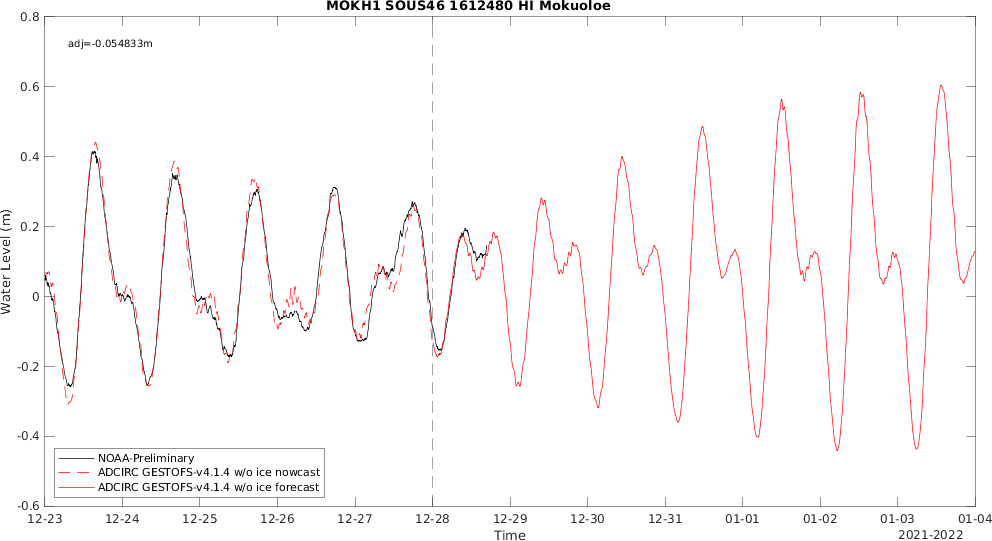 MOKH1 SOUS46 1612480 HI Mokuoloe
adj=-0.054833m
0.8
0.6
0.4
0.2
0
-0.2
-0.4
-0.6
Water Level (m)
NOAA-Preliminary
ADCIRC GESTOFS-v4.1.4 w/o ice nowcast
ADCIRC GESTOFS-v4.1.4 w/o ice forecast
12-23 12-24 12-25 12-26 12-27 12-28 12-29 12-30 12-31 01-01 01-02 01-03 01-04
Time
2021-2022